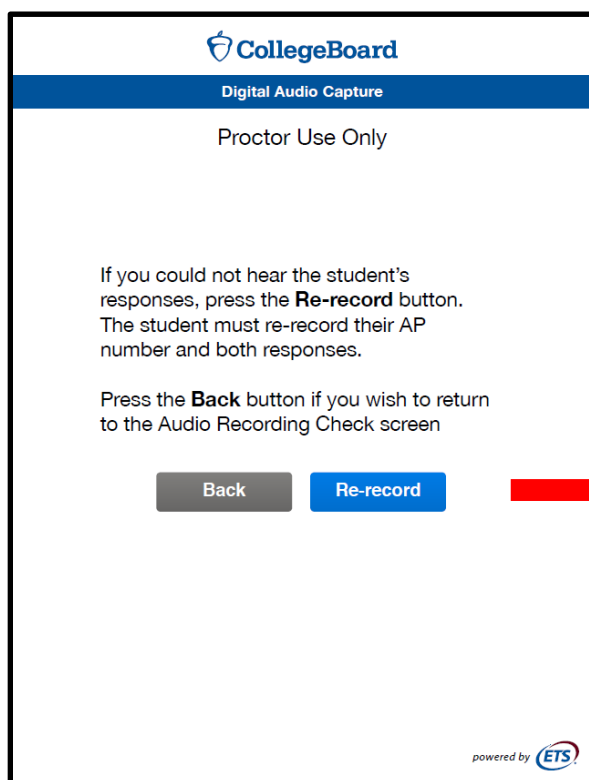 CollegeBoard
Digital Audio Capture
Proctor Use Only
If you could not hear the student's
responses, press the Re-record button.
The student must re-record their AP
number and both responses.
Press the Back button if you wish to return
to the Audio Recording Check screen
Back Re-record
powered by ETS